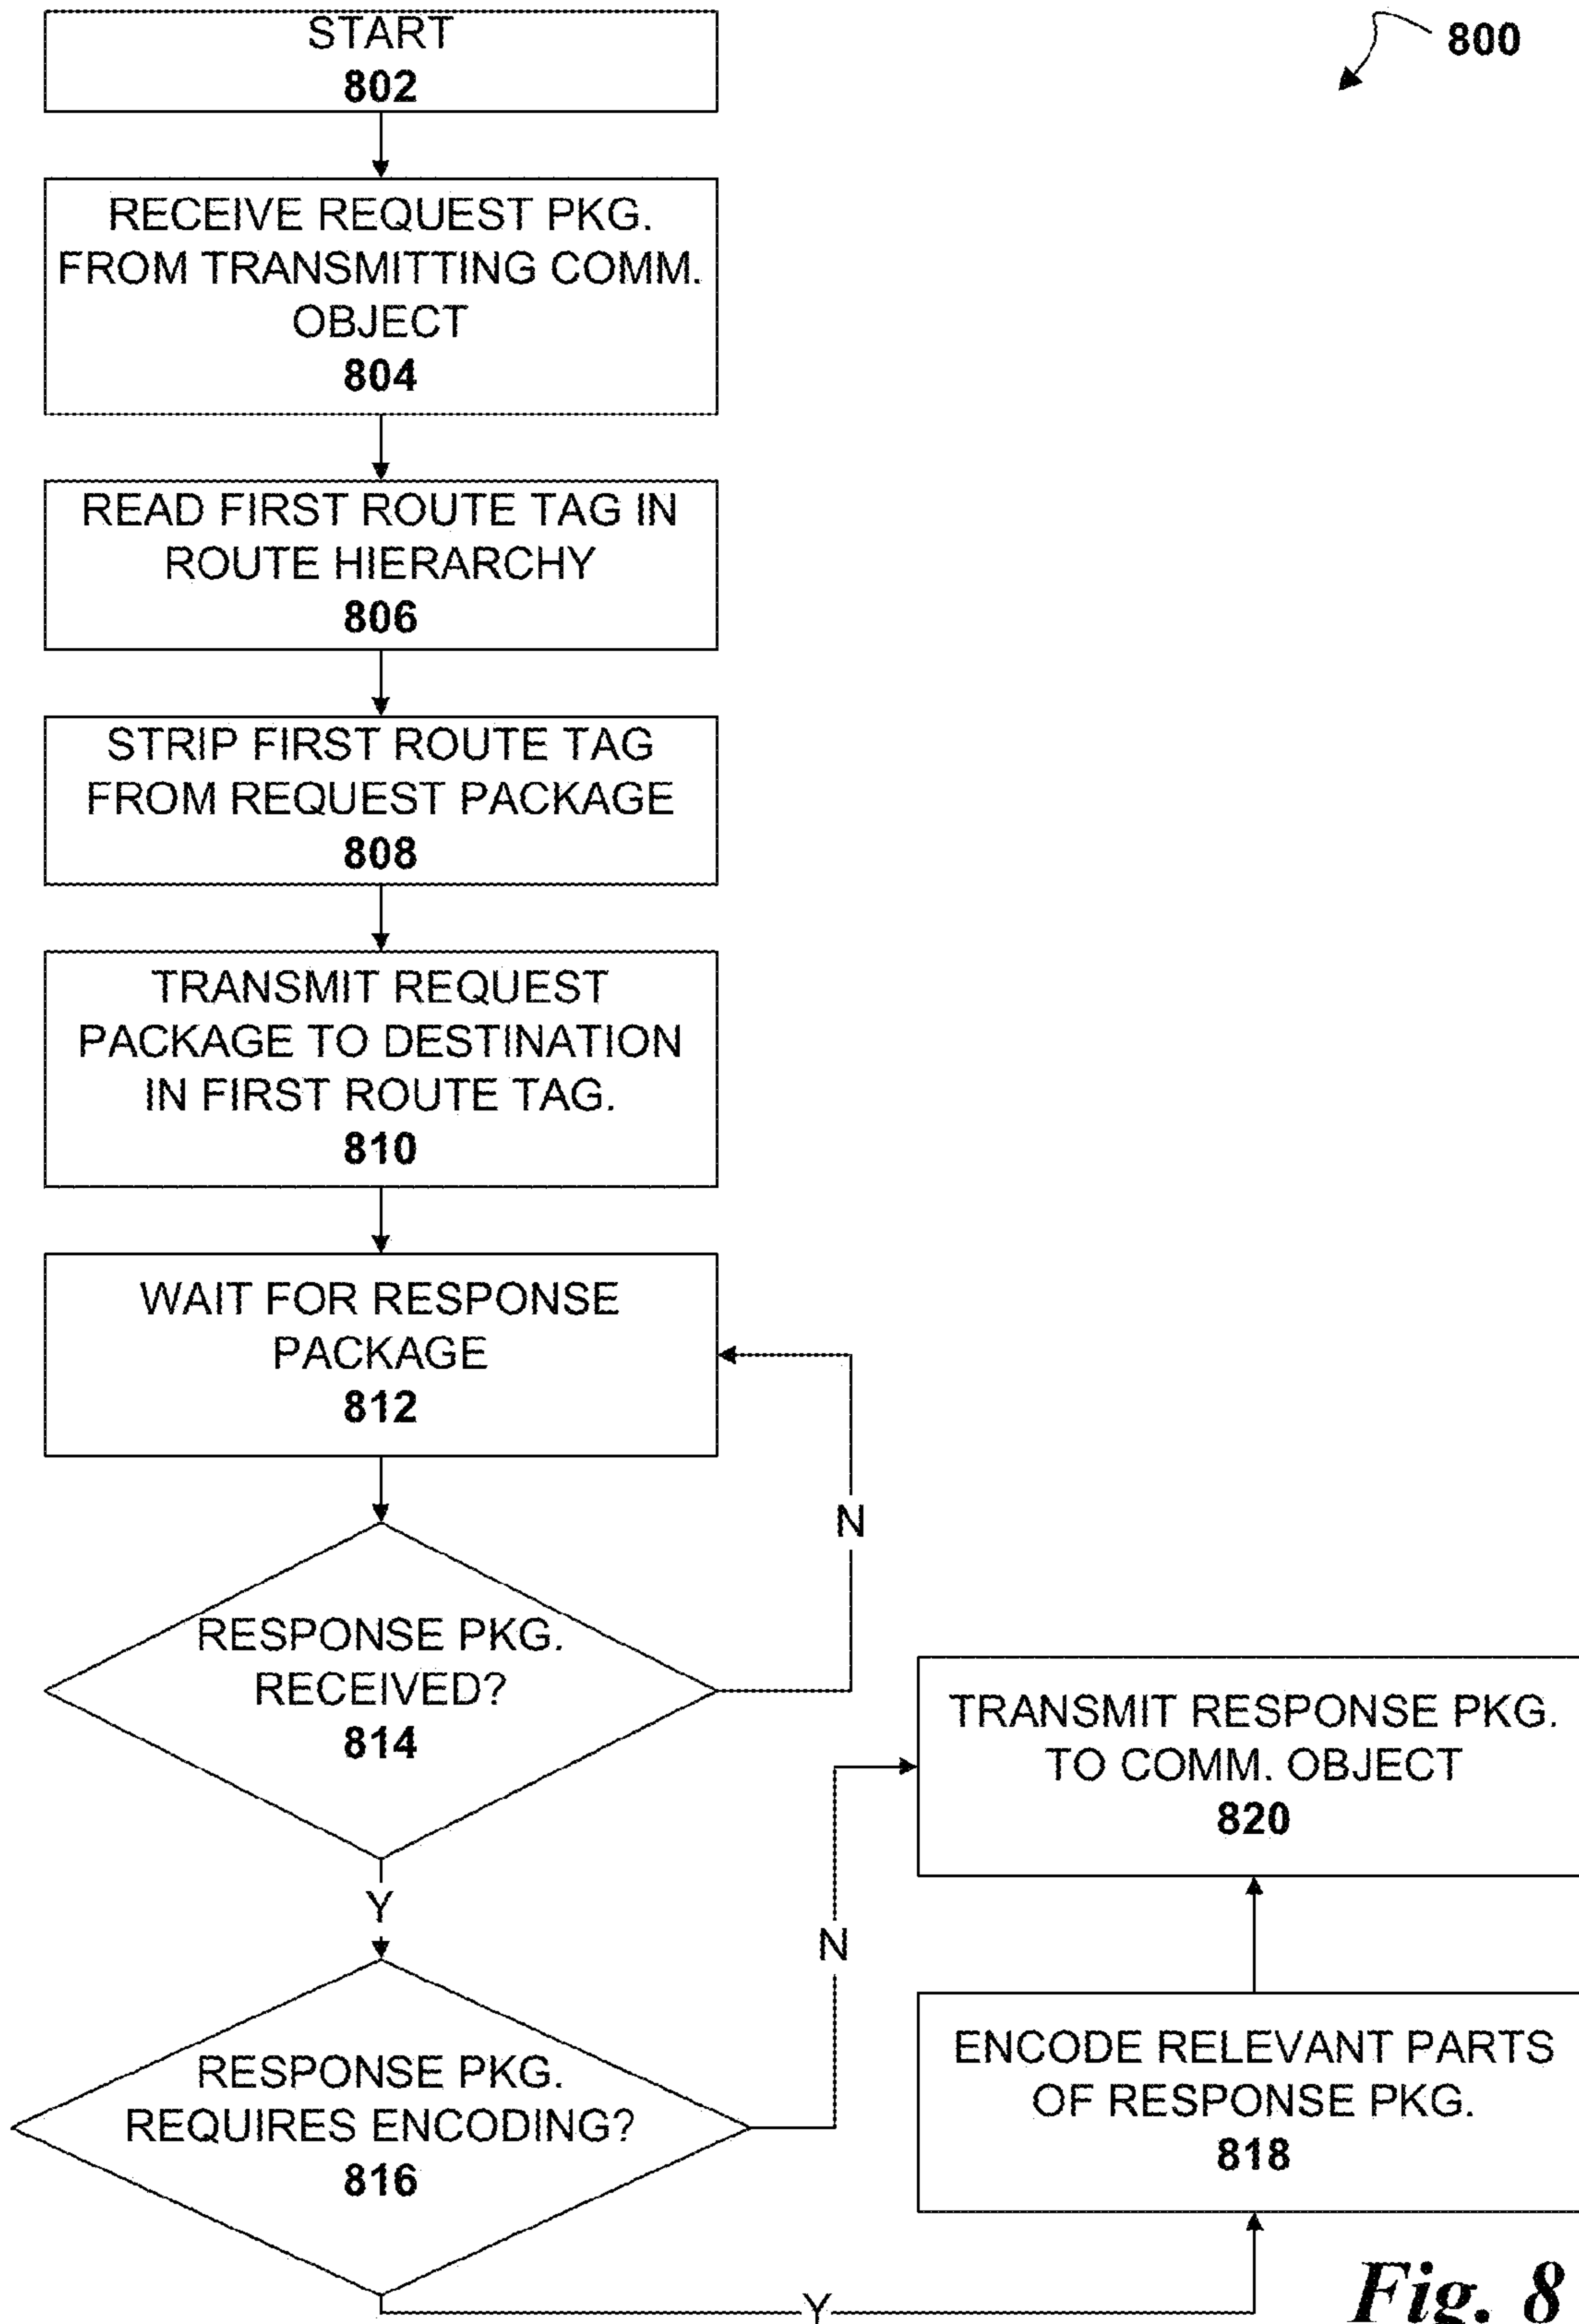 START
802
800
RECEIVE REQUEST PKG.
FROM TRANSMITTING COMM.
OBJECT
804
READ FIRST ROUTE TAG IN
ROUTE HIERARCHY
806
STRIP FIRST ROUTE TAG
FROM REQUEST PACKAGE
808
TRANSMIT REQUEST
PACKAGE TO DESTINATION
IN FIRST ROUTE TAG.
810
WAIT FOR RESPONSE
PACKAGE
812
N
RESPONSE PKG.
RECEIVED?
814
Y
N
RESPONSE PKG.
REQUIRES ENCODING?
816
Y
TRANSMIT RESPONSE PKG.
TO COMM. OBJECT
820
ENCODE RELEVANT PARTS
OF RESPONSE PKG.
818
Fig. 8